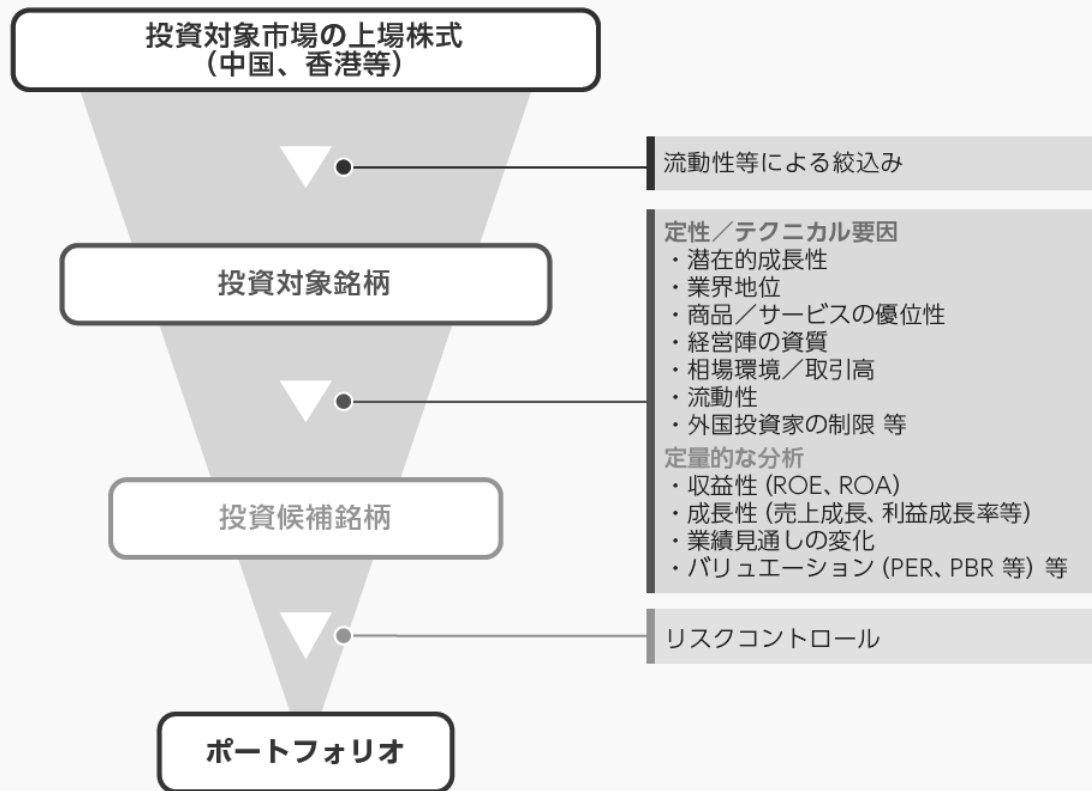 投資対象市場の上場株式
（中国、香港等）
流動性等による絞込み
投資対象銘柄
定性／テクニカル要因
・潜在的成長性
・業界地位
・商品／サービスの優位性
・経営陣の資質
・相場環境／取引高
・流動性
・外国投資家の制限 等
定量的な分析
・収益性（ROE、ROA）
・成長性（売上成長、利益成長率等）
・業績見通しの変化
・バリュエーション（PER、PBR 等）等
投資候補銘柄
リスクコントロール
ポートフォリオ